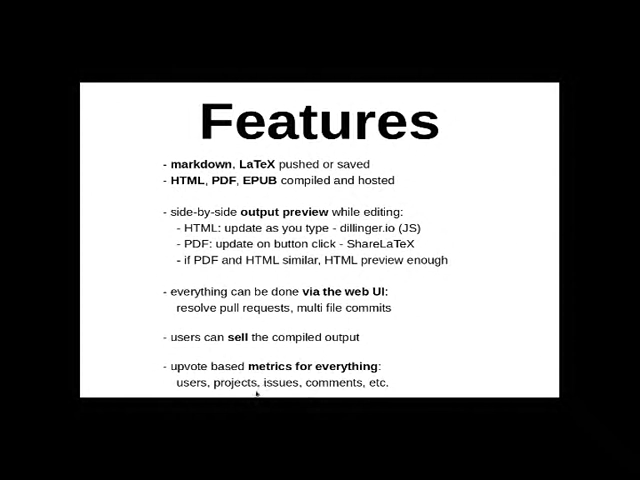 Features
- markdown, LaTeX pushed or saved
- HTML, PDF, EPUB compiled and hosted
- side-by-side output preview while editing:
- HTML: update as you type - dillinger.io (JS)
- PDF: update on button click - ShareLaTeX
- if PDF and HTML similar, HTML preview enough
- everything can be done via the web UI:
resolve pull requests, multi file commits
- users can sell the compiled output
- upvote based metrics for everything:
users, projects, issues, comments, etc.